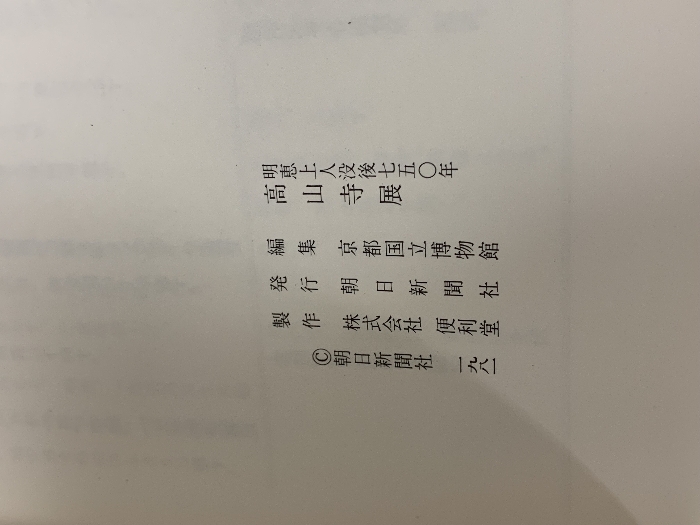 明恵上人没後七五〇年
高山寺展
編集 京都国立博物館
発行 朝日新聞社
製作 株式会社 便利堂
©朝日新聞社 一九八一